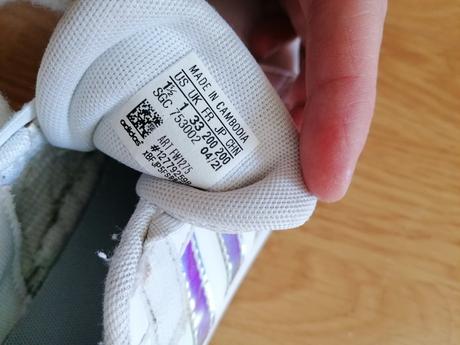 MADE IN CAMBODIA
US UK FR JP CHN
1½ 1 33 200 200
SGC 753002 04/21
adidas
ART FW1275